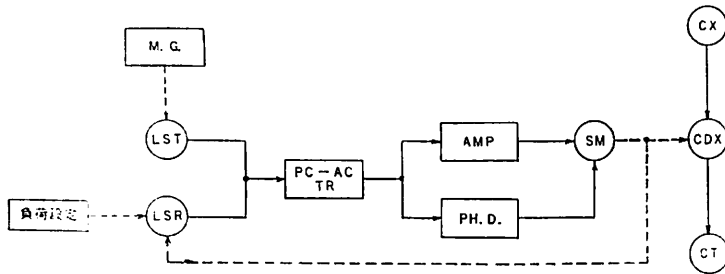 CX
M. G.
LST
AMP
SM
CDX
PC-AC
TR
負荷設定
LSR
PH. D.
CT